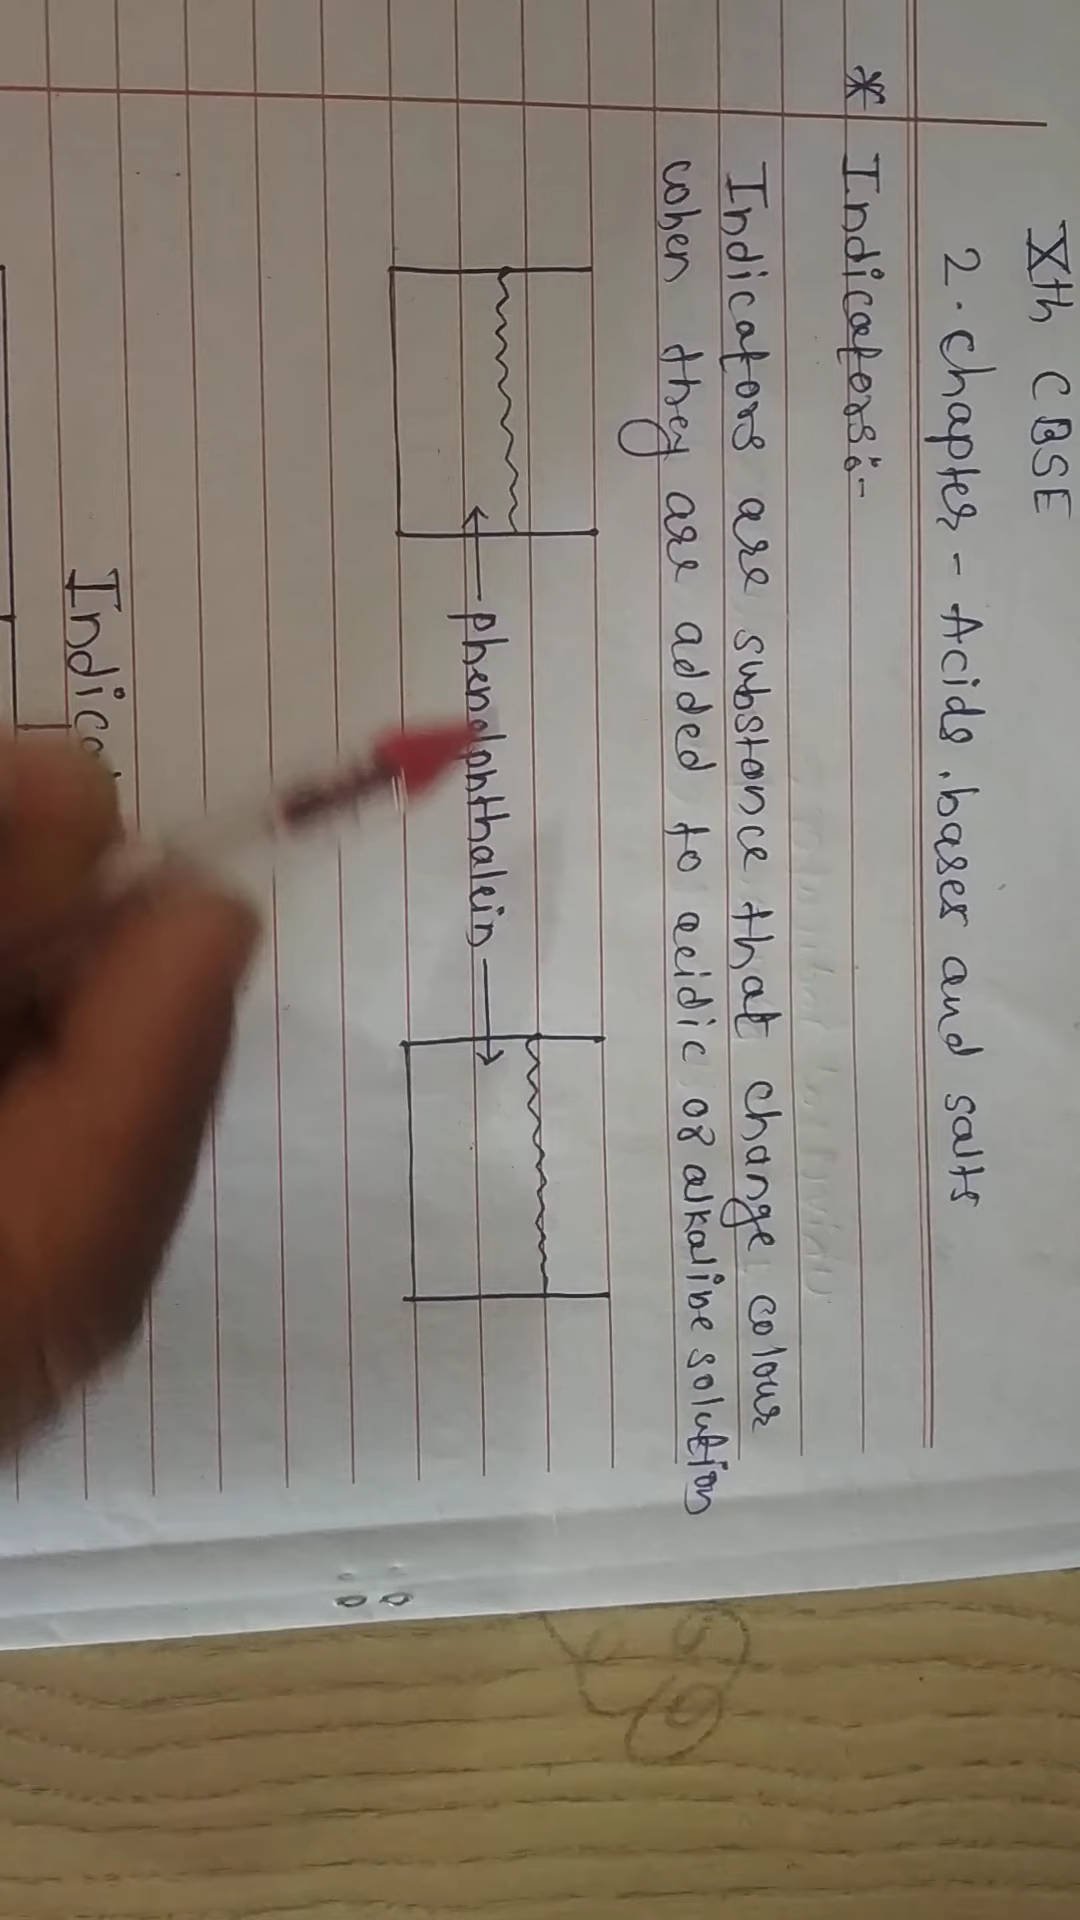 Xth CBSE
2. chapter - Acids, bases and salts
* Indicators:-
Indicators are substance that change colour
when they are added to acidic or alkaline solution
Phenolphthalein